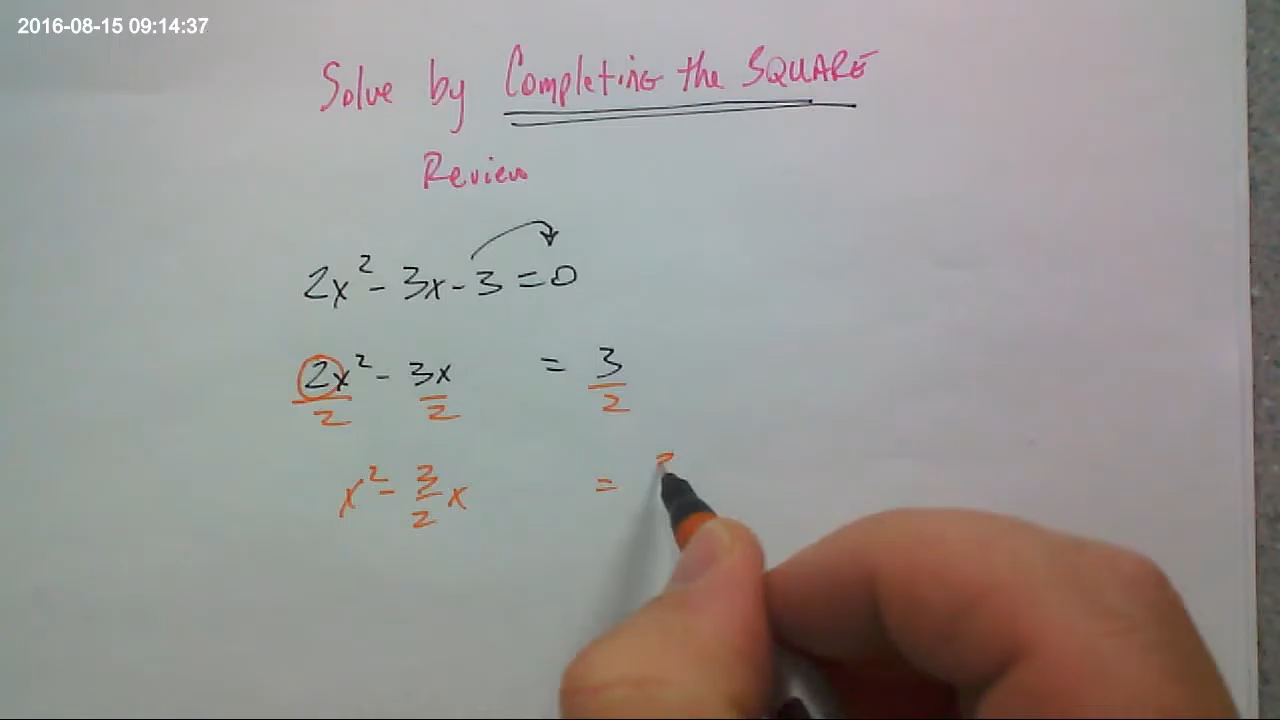 2016-08-15 09:14:37
Solve by Completing the SQUARE
Review
2x² - 3x - 3 = 0
2x² - 3x = 3
2 2 2
x² - 3/2 x =